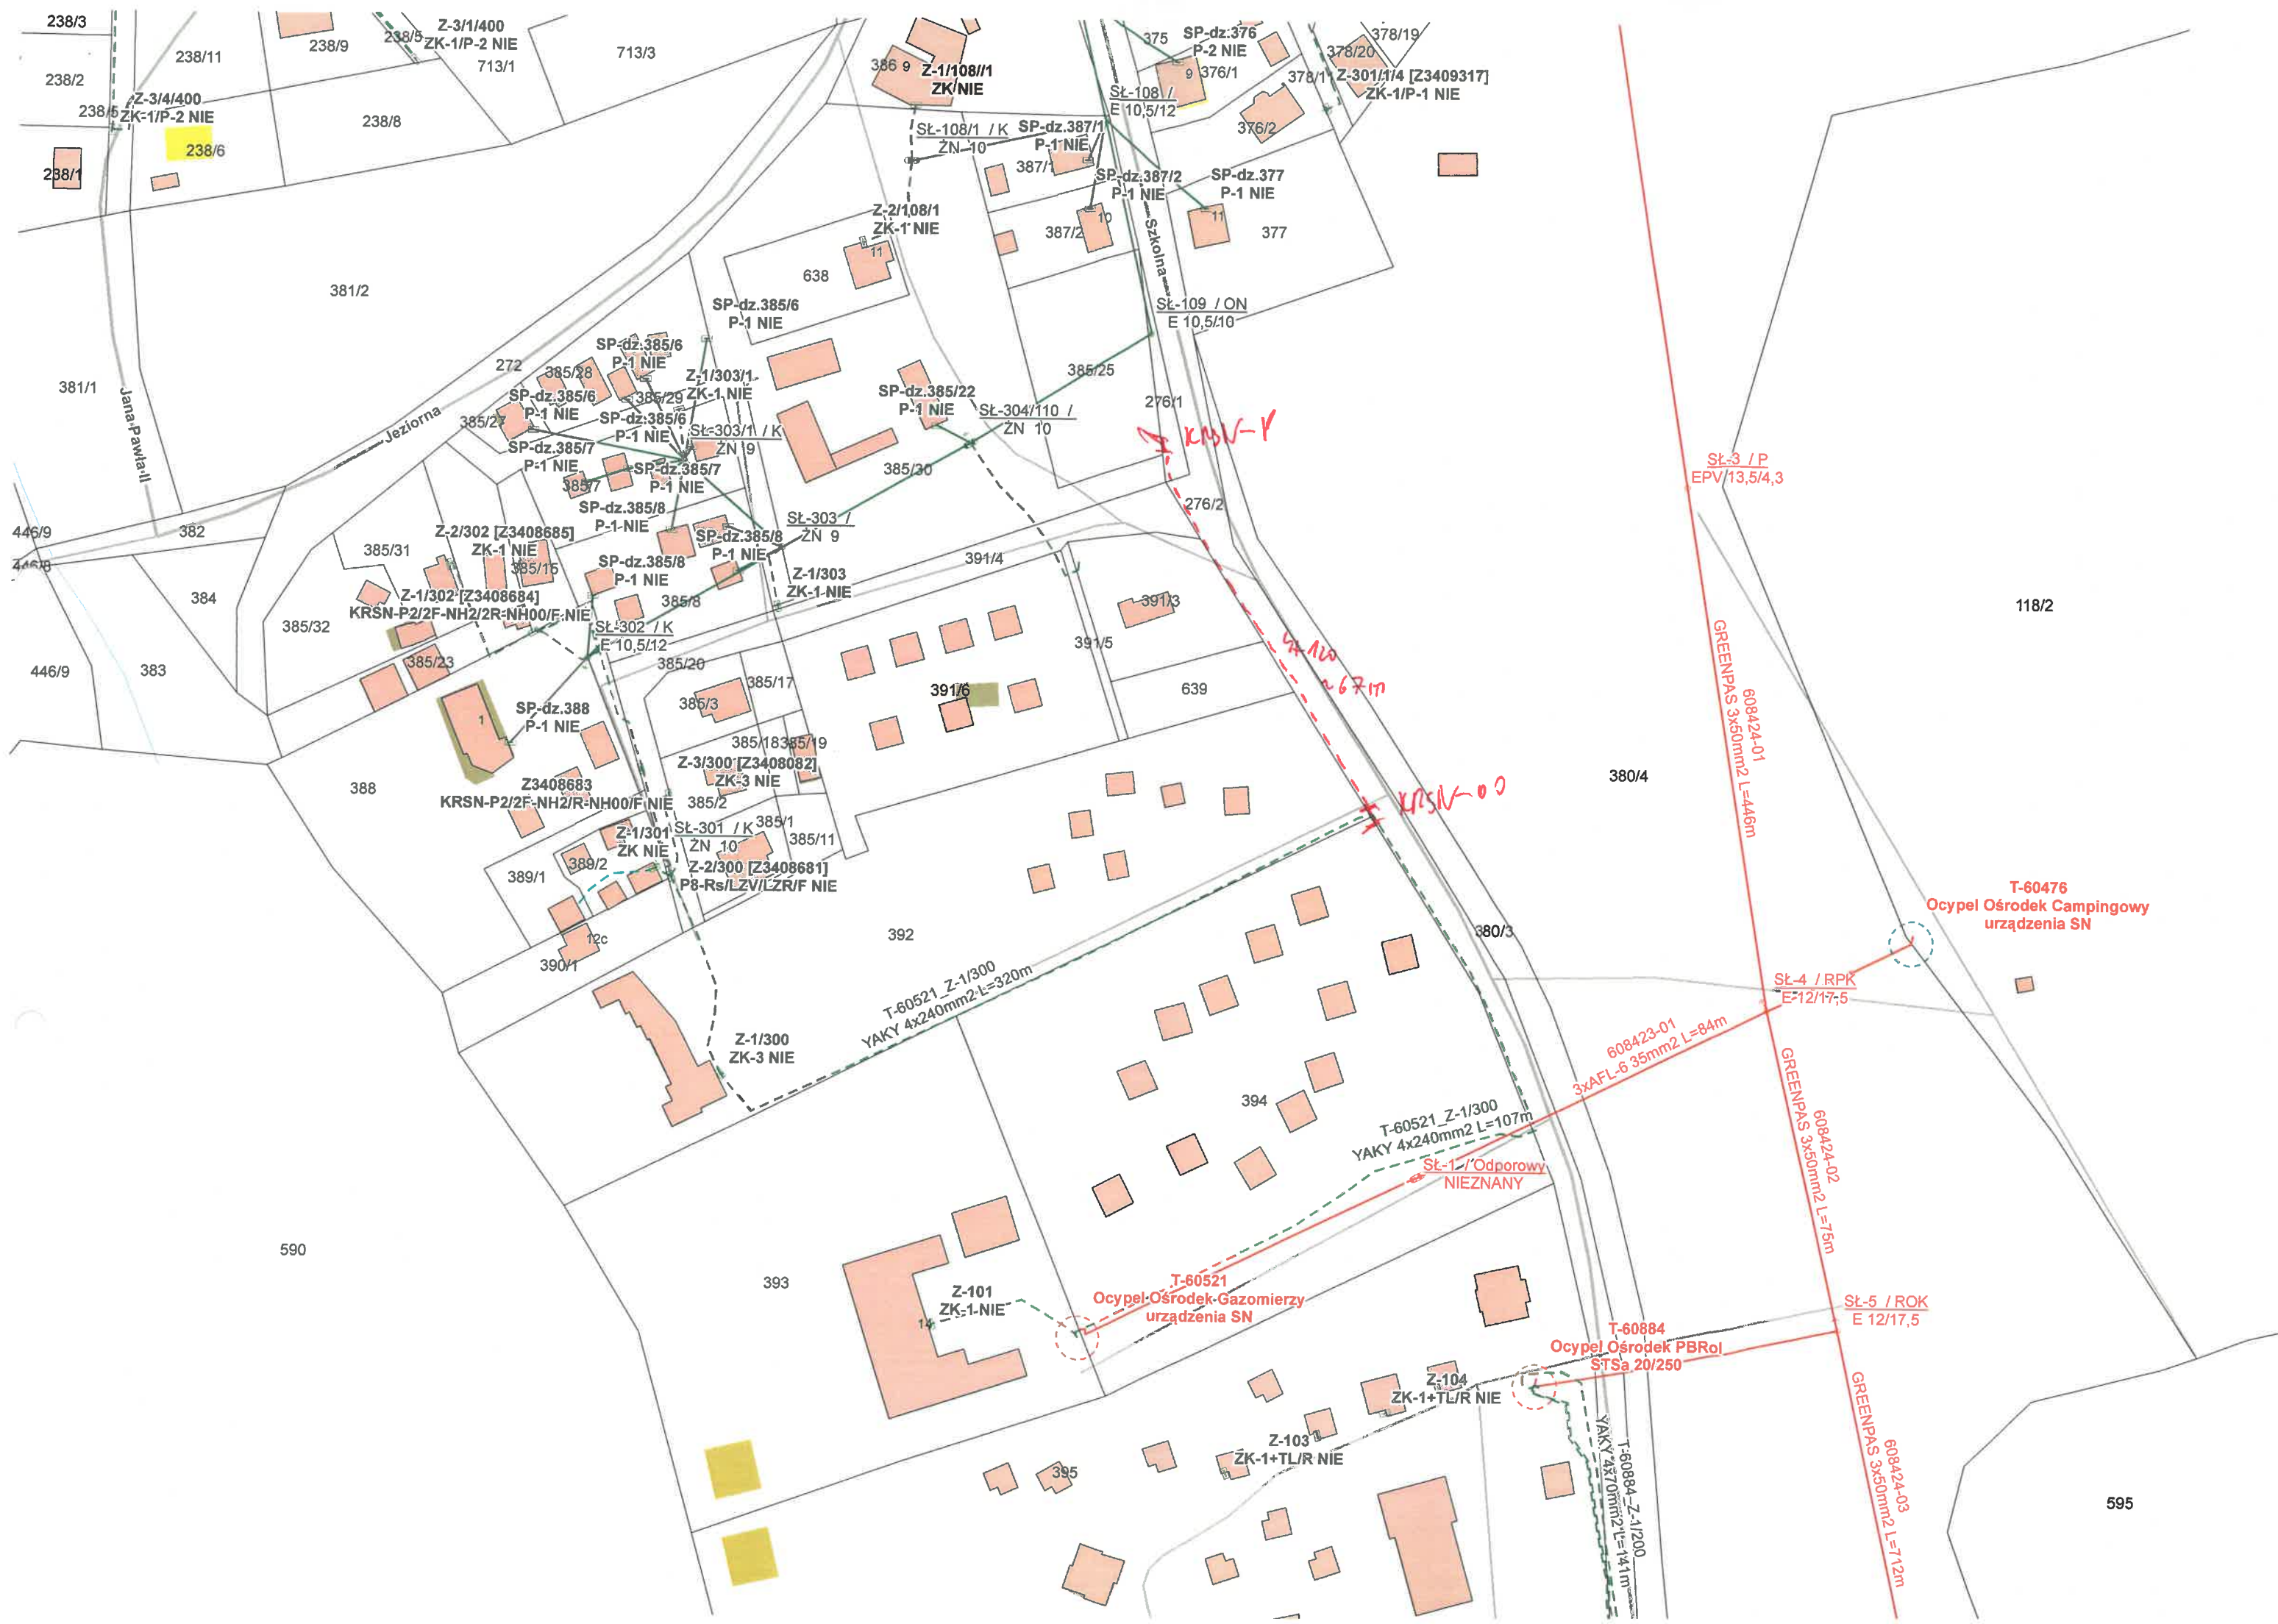 238/3
238/11
238/9
238/5
Z-3/1/400
ZK-1/P-2 NIE
713/1
713/3
238/2
238/5
Z-3/4/400
ZK-1/P-2 NIE
238/8
238/6
238/1
386
9
Z-1/108//1
ZK NIE
375
SP-dz.376
P-2 NIE
9
376/1
378/19
378/20
Z-301/1/4 [Z3409317]
ZK-1/P-1 NIE
SŁ-108 /
E 10,5/12
376/2
SŁ-108/1 / K
ŻN 10
SP-dz.387/1
P-1 NIE
SP-dz.387/2
P-1 NIE
SP-dz.377
P-1 NIE
10
387/2
11
377
Szkolna
Z-2/108/1
ZK-1 NIE
11
638
381/2
SŁ-109 / ON
E 10,5/10
SP-dz.385/6
P-1 NIE
SP-dz.385/6
P-1 NIE
272
385/28
381/1
Jana Pawła II
Jeziorna
385/27
SP-dz.385/6
P-1 NIE
385/29
Z-1/303/1
ZK-1 NIE
SP-dz.385/6
P-1 NIE
SP-dz.385/22
P-1 NIE
385/25
276/1
SŁ-304/110 /
ŻN 10
SŁ-303/1 / K
ŻN 9
SP-dz.385/7
P-1 NIE
SP-dz.385/7
P-1 NIE
385/7
385/30
SŁ-3 / P
EPV/13,5/4,3
SP-dz.385/8
P-1 NIE
SŁ-303 /
ŻN 9
276/2
446/9
446/8
382
385/31
Z-2/302 [Z3408685]
ZK-1 NIE
385/15
SP-dz.385/8
P-1 NIE
SP-dz.385/8
P-1 NIE
Z-1/303
ZK-1 NIE
391/4
384
Z-1/302 [Z3408684]
KRSN-P2/2F-NH2/2R-NH00/F NIE
385/8
391/3
118/2
385/32
SŁ-302 / K
E 10,5/12
391/5
385/20
383
446/9
385/23
385/17
385/3
391/6
639
~67m
GREENPAS 3x50mm2 L=446m
608424-01
SP-dz.388
P-1 NIE
1
385/18
385/19
Z-3/300 [Z3408082]
ZK-3 NIE
388
Z3408683
KRSN-P2/2F-NH2/R-NH00/F NIE
385/2
380/4
KRSN-00
Z-1/301
ZK NIE
SŁ-301 / K
ŻN 10
385/1
385/11
389/2
389/1
Z-2/300 [Z3408681]
P8-Rs/LZV/LZR/F NIE
T-60476
Ocypel Ośrodek Campingowy
urządzenia SN
12c
390/1
392
380/3
T-60521_Z-1/300
YAKY 4x240mm2 L=320m
SŁ-4 / RPK
E 12/17,5
Z-1/300
ZK-3 NIE
608423-01
3xAFL-6 35mm2 L=84m
394
T-60521_Z-1/300
YAKY 4x240mm2 L=107m
SŁ-1 / Odporowy
NIEZNANY
GREENPAS 3x50mm2 L=75m
608424-02
590
393
Z-101
ZK-1 NIE
14
T-60521
Ocypel Ośrodek Gazomierzy
urządzenia SN
SŁ-5 / ROK
E 12/17,5
T-60884
Ocypel Ośrodek PBRol
STSa 20/250
Z-104
ZK-1+TL/R NIE
Z-103
ZK-1+TL/R NIE
395
YAKY 4x70mm2 L=141m
T-60884_Z-1/200
GREENPAS 3x50mm2 L=712m
608424-03
595